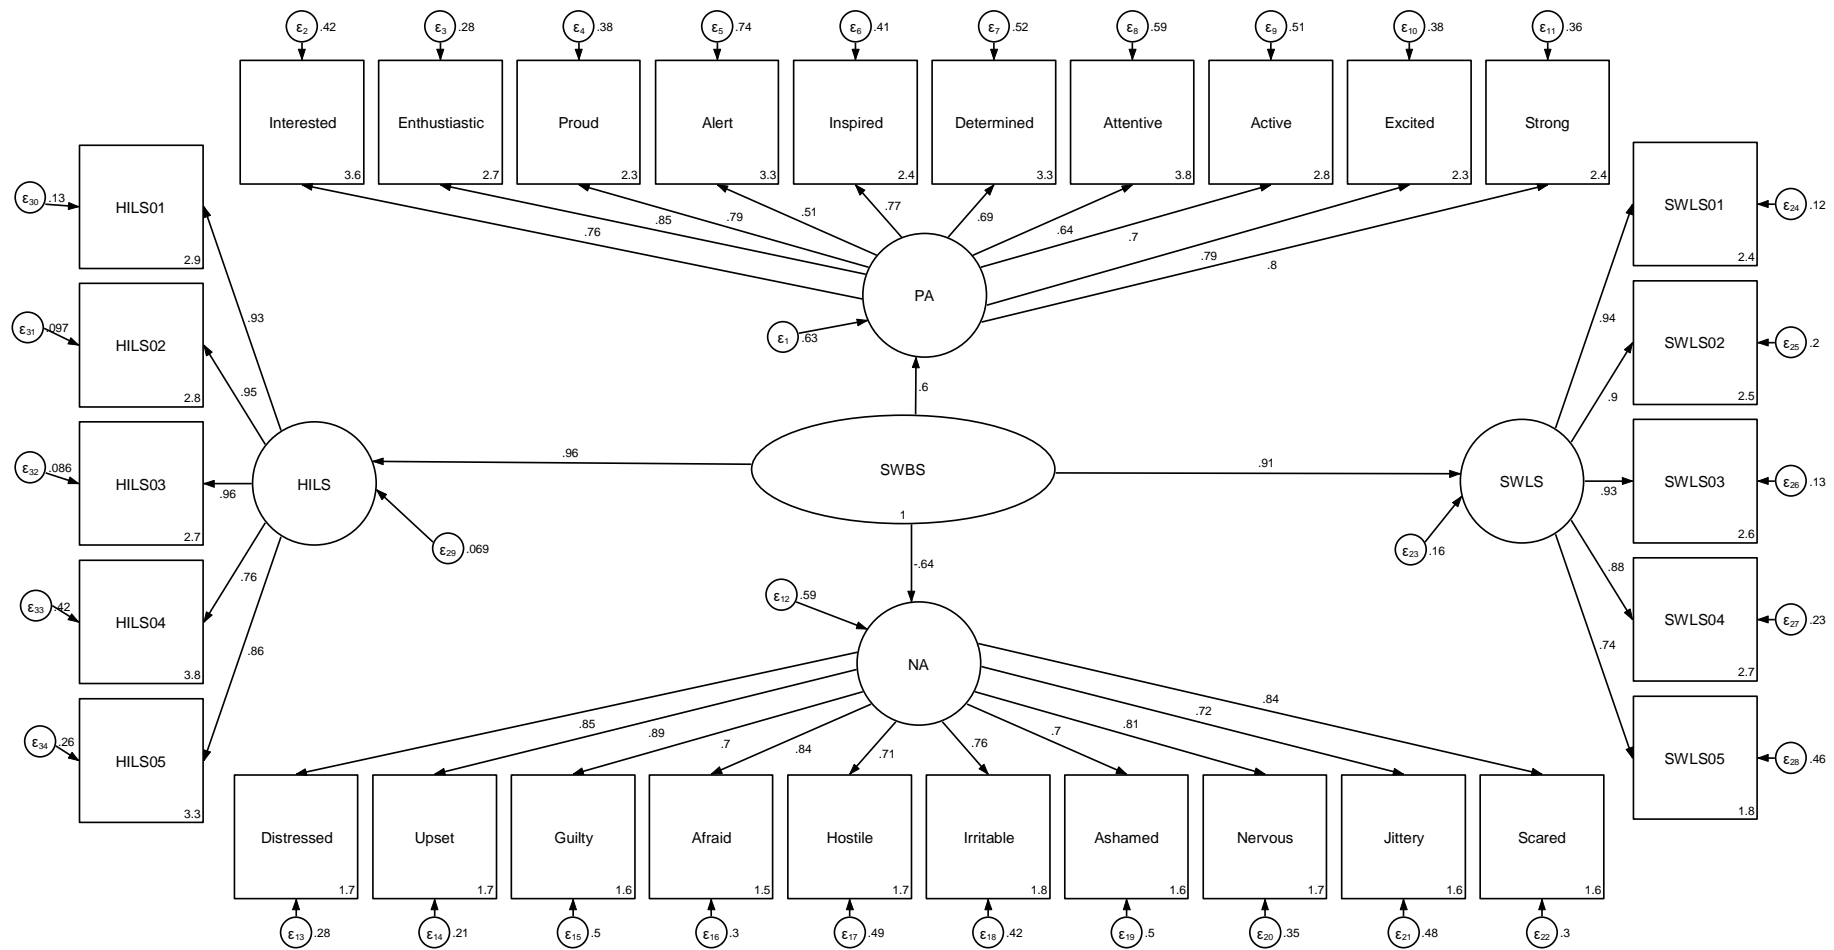 ε2 .42 ε3 .28 ε4 .38 ε5 .74 ε6 .41 ε7 .52 ε8 .59 ε9 .51 ε10 .38 ε11 .36
Interested Enthustiastic Proud Alert Inspired Determined Attentive Active Excited Strong
3.6 2.7 2.3 3.3 2.4 3.3 3.8 2.8 2.3 2.4
.76 .85 .79 .51 .77 .69 .64 .7 .79 .8
PA
ε1 .63
.6
ε30 .13 HILS01 2.9
ε31 .097 HILS02 2.8
ε32 .086 HILS03 2.7
ε33 .42 HILS04 3.8
ε34 .26 HILS05 3.3
.93
.95
.96
.76
.86
HILS
ε29 .069
.96
SWBS
1
.91
SWLS
ε23 .16
.94
.9
.93
.88
.74
SWLS01 2.4 ε24 .12
SWLS02 2.5 ε25 .2
SWLS03 2.6 ε26 .13
SWLS04 2.7 ε27 .23
SWLS05 1.8 ε28 .46
-.64
ε12 .59
NA
.85 .89 .7 .84 .71 .76 .7 .81 .72 .84
Distressed Upset Guilty Afraid Hostile Irritable Ashamed Nervous Jittery Scared
1.7 1.7 1.6 1.5 1.7 1.8 1.6 1.7 1.6 1.6
ε13 .28 ε14 .21 ε15 .5 ε16 .3 ε17 .49 ε18 .42 ε19 .5 ε20 .35 ε21 .48 ε22 .3